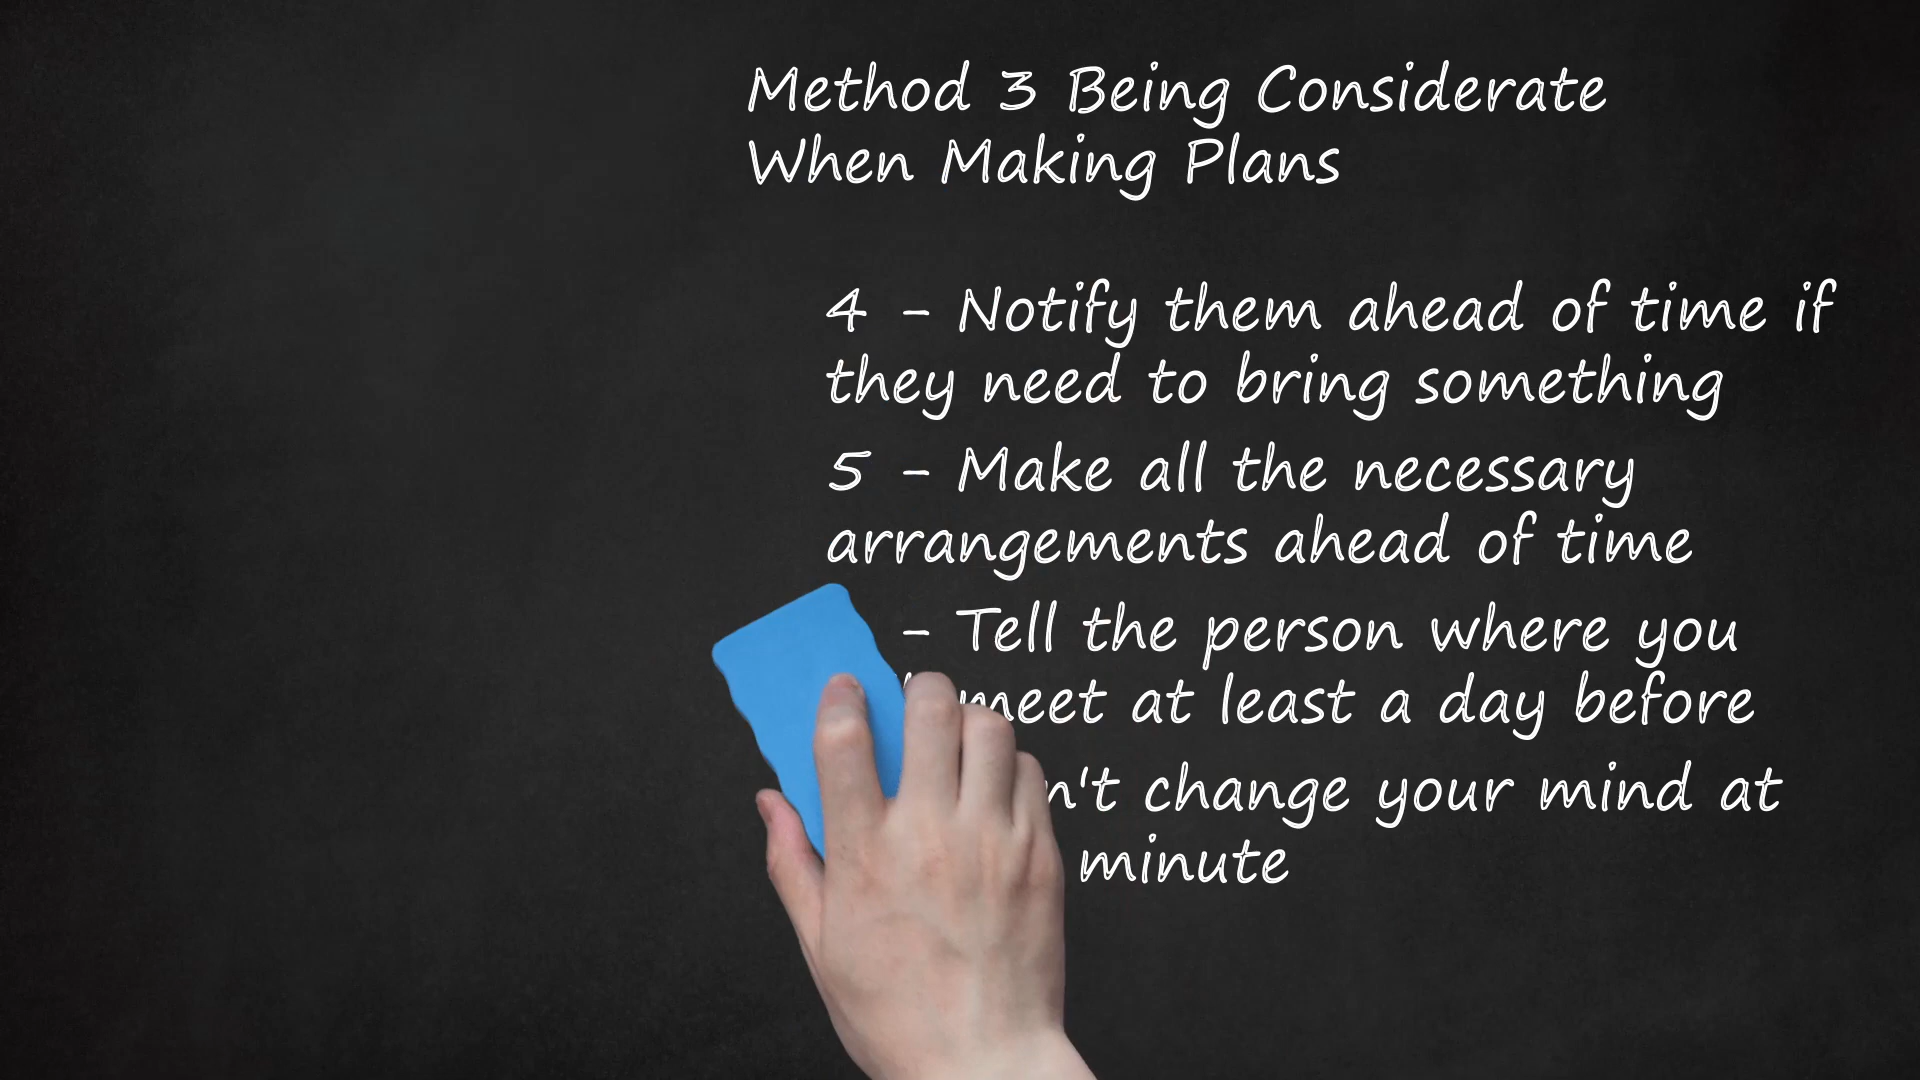 Method 3 Being Considerate
When Making Plans
4 - Notify them ahead of time if
they need to bring something
5 - Make all the necessary
arrangements ahead of time
- Tell the person where you
meet at least a day before
change your mind at
minute